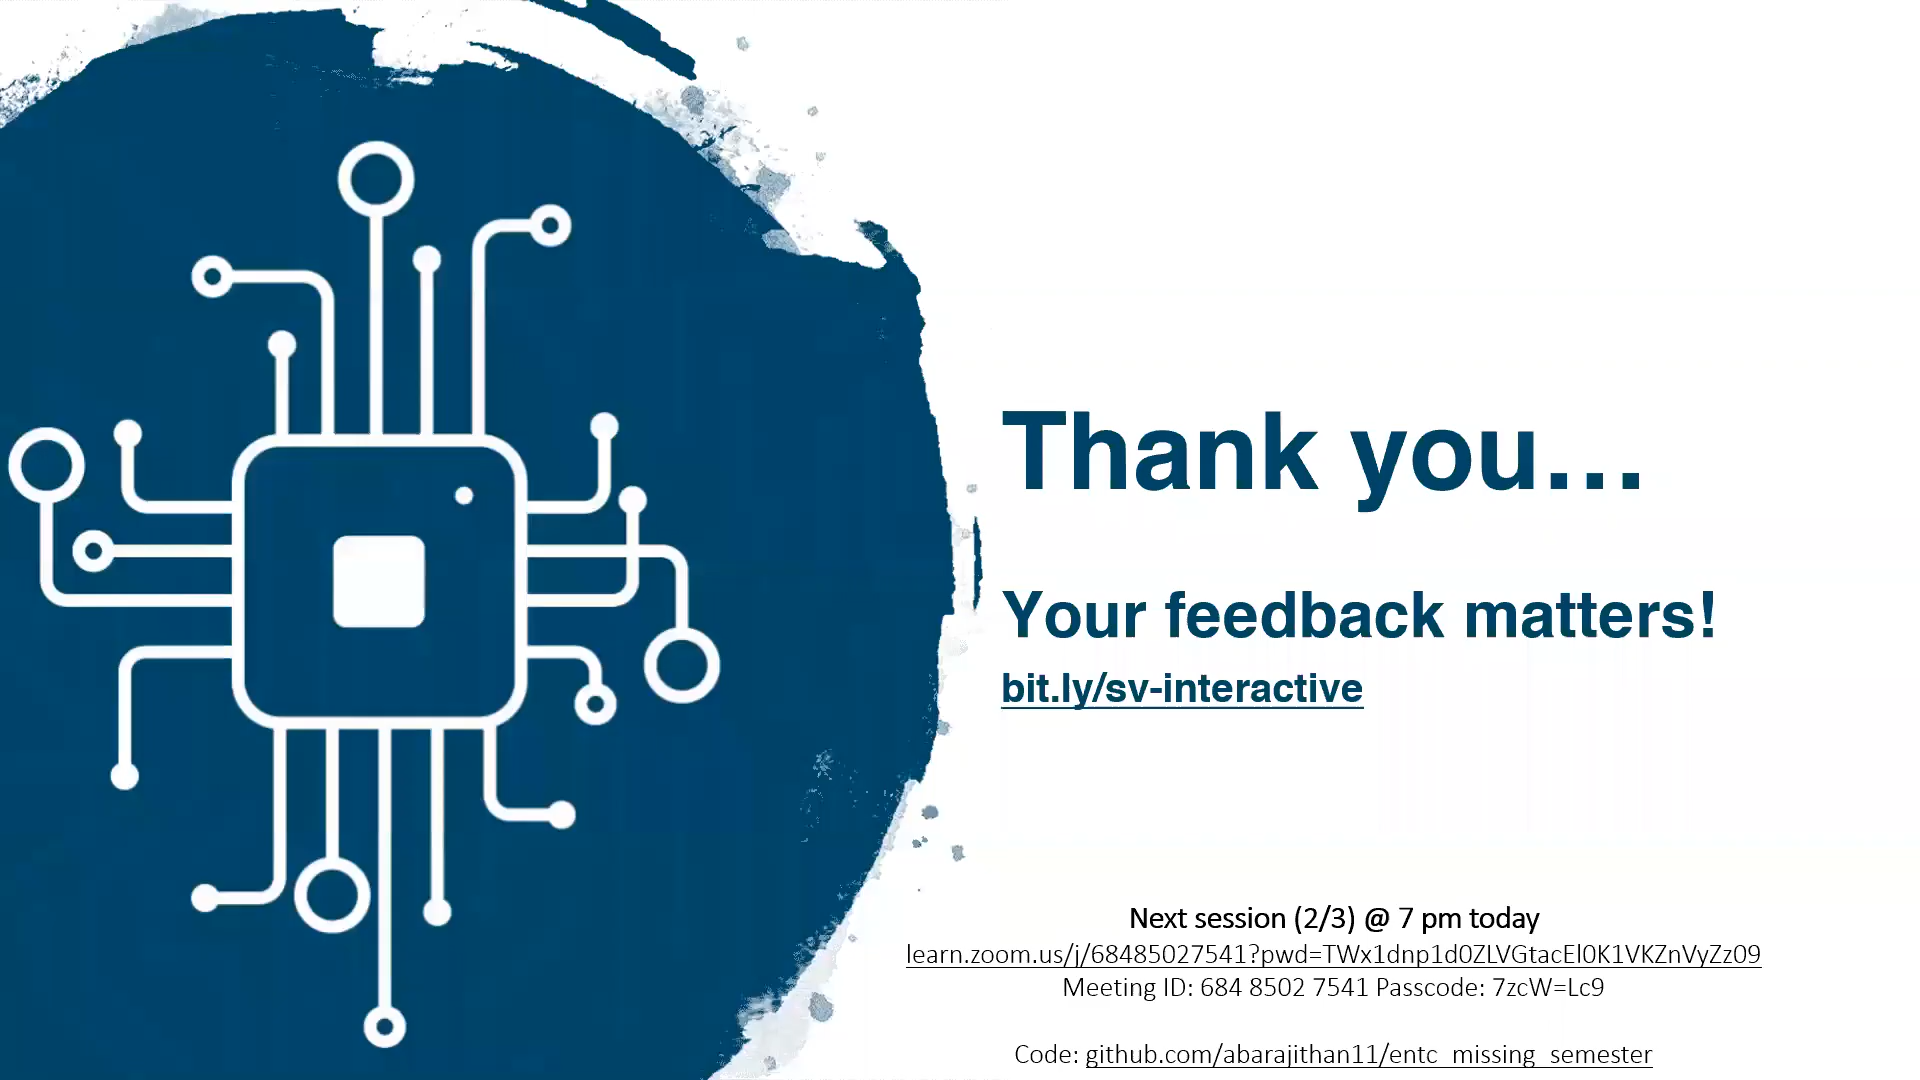 Thank you...
Your feedback matters!
bit.ly/sv-interactive
Next session (2/3) @ 7 pm today
learn.zoom.us/j/68485027541?pwd=TWx1dnp1d0ZLVGtacEl0K1VKZnVyZz09
Meeting ID: 684 8502 7541 Passcode: 7zcW=Lc9
Code: github.com/abarajithan11/entc_missing_semester